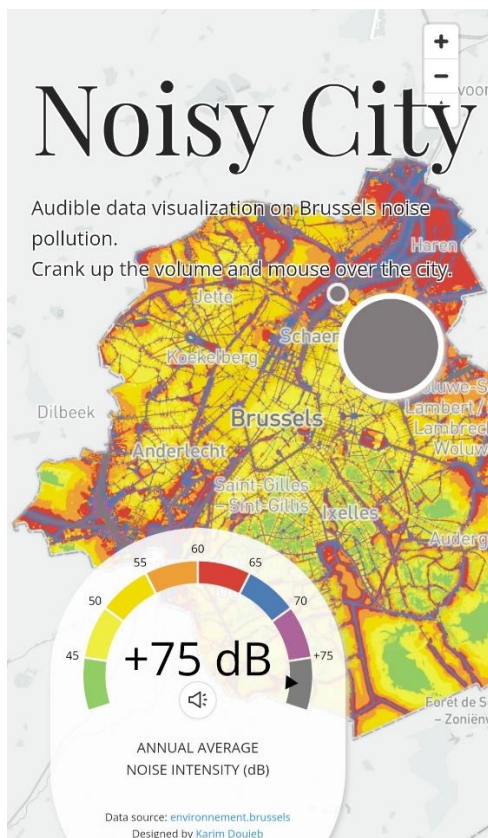 Noisy City
Audible data visualization on Brussels noise
pollution.
Crank up the volume and mouse over the city.
Haren
Jette
Koekelberg
Dilbeek
Brussels
Anderlecht
Saint-Gilles
- Sint-Gillis
Ixelles
45
50
55
60
65
70
+75
+75 dB
ANNUAL AVERAGE
NOISE INTENSITY (dB)
Data source: environnement.brussels
Designed by Karim Douieb